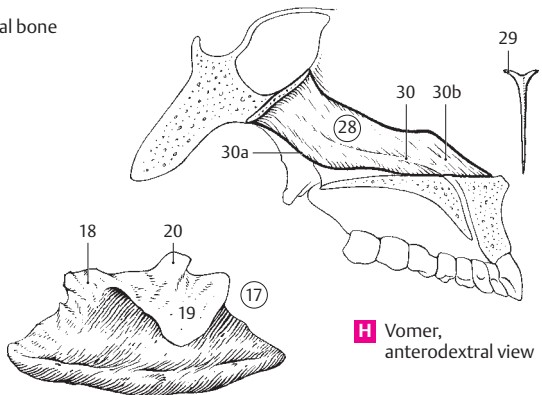 al bone
29
30
30b
28
30a
18
20
17
19
H Vomer,
anterodextral view